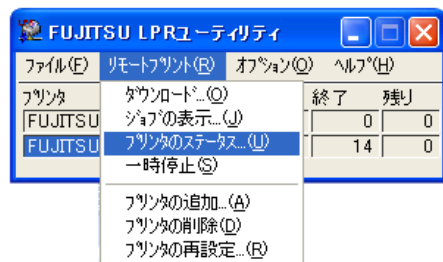 FUJITSU LPRユーティリティ
ファイル(F) リモートプリント(R) オプション(O) ヘルプ(H)
プリンタ 終了 残り
FUJITSU 0 0
FUJITSU 14 0
ダウンロード...(O)
ジョブの表示...(J)
プリンタのステータス...(U)
一時停止(S)
プリンタの追加...(A)
プリンタの削除(D)
プリンタの再設定...(R)